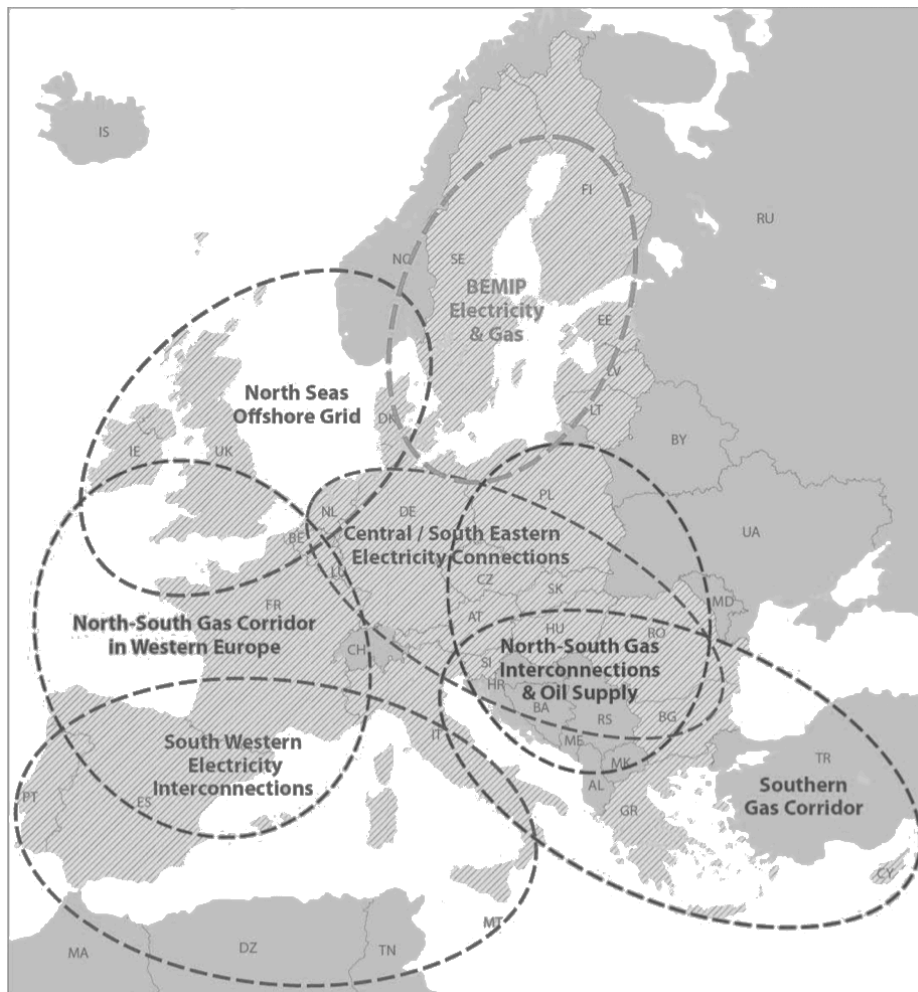 IS
FI
RU
NO
SE
BEMIP
Electricity
& Gas
EE
LV
LT
North Seas
Offshore Grid
DK
BY
IE
UK
PL
NL
DE
BE
Central / South Eastern
Electricity Connections
UA
LU
CZ
SK
FR
AT
MD
North-South Gas Corridor
in Western Europe
HU
RO
CH
North-South Gas
Interconnections
& Oil Supply
SI
HR
BA
RS
BG
IT
ME
South Western
Electricity
Interconnections
MK
TR
AL
Southern
Gas Corridor
PT
ES
GR
CY
MT
MA
DZ
TN